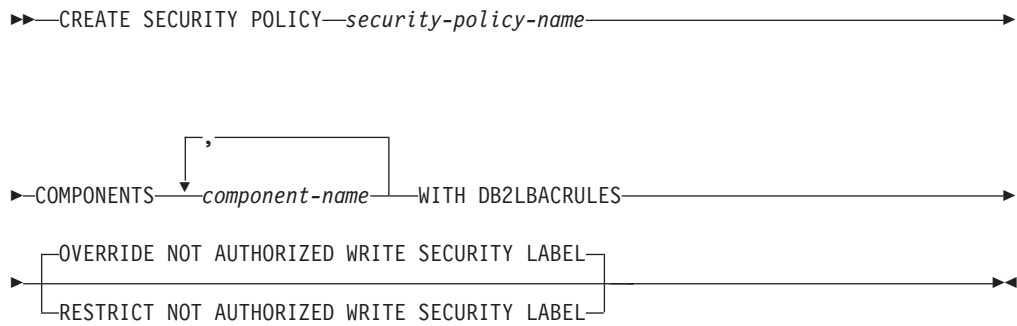 CREATE SECURITY POLICY security-policy-name
,
COMPONENTS component-name WITH DB2LBACRULES
OVERRIDE NOT AUTHORIZED WRITE SECURITY LABEL
RESTRICT NOT AUTHORIZED WRITE SECURITY LABEL